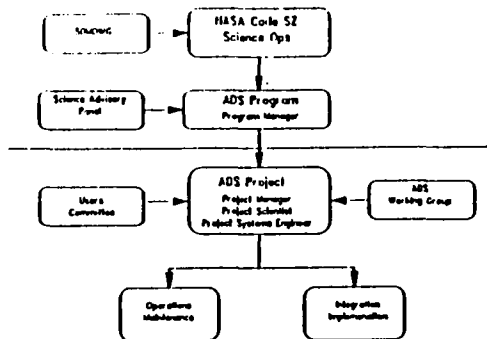 NASA Code SZ
Science Ops
Science Advisory
Panel
ADS Program
Program Manager
ADS Project
Project Manager
Project Scientist
Project Systems Engineer
Users
Committee
ADS
Working Group
Operations
Maintenance
Integration
Implementation